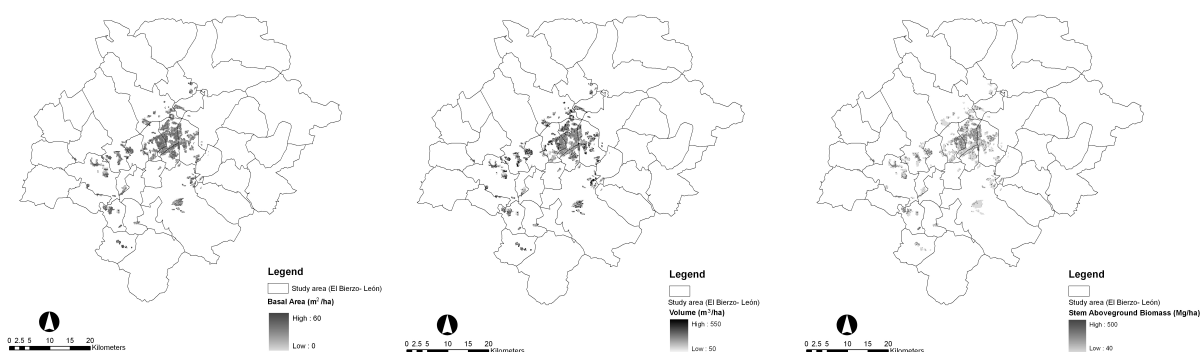 Legend
Study area (El Bierzo- León)
Basal Area (m² /ha)
High : 60
Low : 0
0 2.5 5 10 15 20
Kilometers
Legend
Study area (El Bierzo- León)
Volume (m³/ha)
High : 550
Low : 50
0 2.5 5 10 15 20
Kilometers
Legend
Study area (El Bierzo- León)
Stem Aboveground Biomass (Mg/ha)
High : 500
Low : 40
0 2.5 5 10 15 20
Kilometers